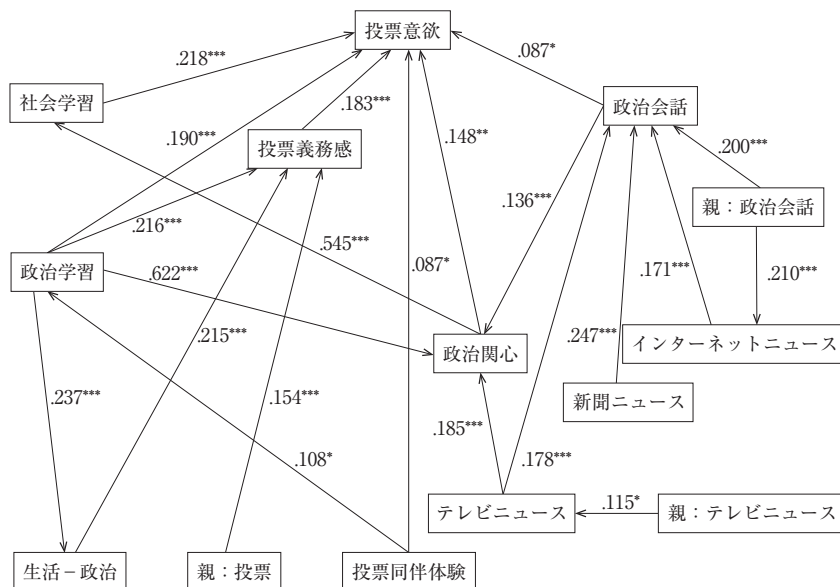 投票意欲
.218***
.087*
社会学習
政治会話
.183***
.190***
投票義務感
.148**
.200***
.136***
親：政治会話
.216***
.545***
政治学習
.622***
.087*
.171***
.210***
.215***
.247***
政治関心
インターネットニュース
.237***
.154***
新聞ニュース
.185***
.108*
.178***
.115*
テレビニュース
親：テレビニュース
生活－政治
親：投票
投票同伴体験